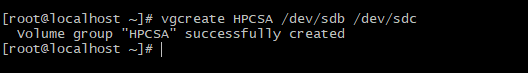 [root@localhost ~]# vgcreate HPCSA /dev/sdb /dev/sdc
  Volume group "HPCSA" successfully created
[root@localhost ~]#